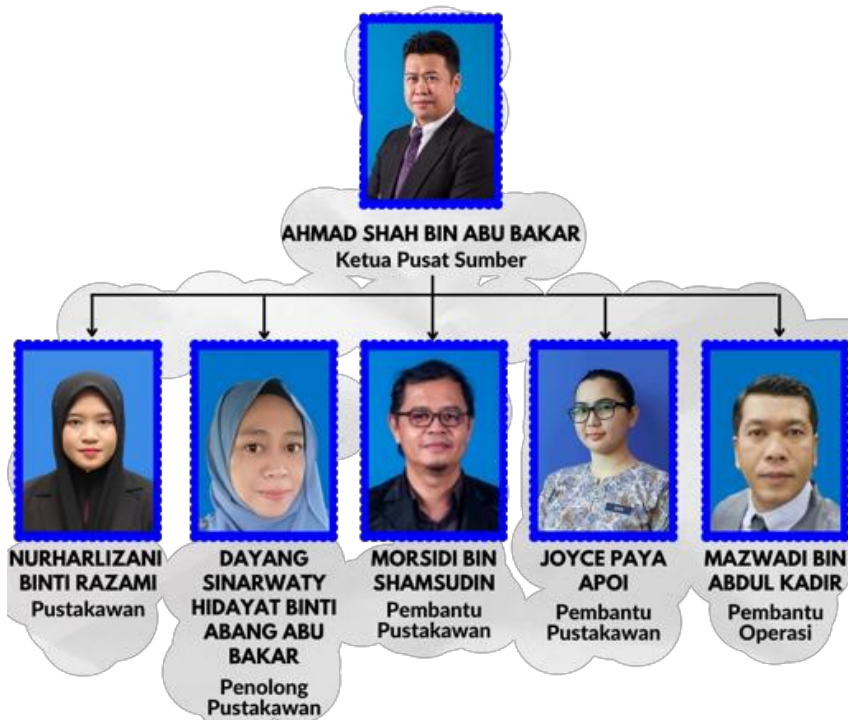 AHMAD SHAH BIN ABU BAKAR
Ketua Pusat Sumber
NURHARLIZANI
BINTI RAZAMI
Pustakawan
DAYANG
SINARWATY
HIDAYAT BINTI
ABANG ABU
BAKAR
Penolong
Pustakawan
MORSIDI BIN
SHAMSUDIN
Pembantu
Pustakawan
JOYCE PAYA
APOI
Pembantu
Pustakawan
MAZWADI BIN
ABDUL KADIR
Pembantu
Operasi